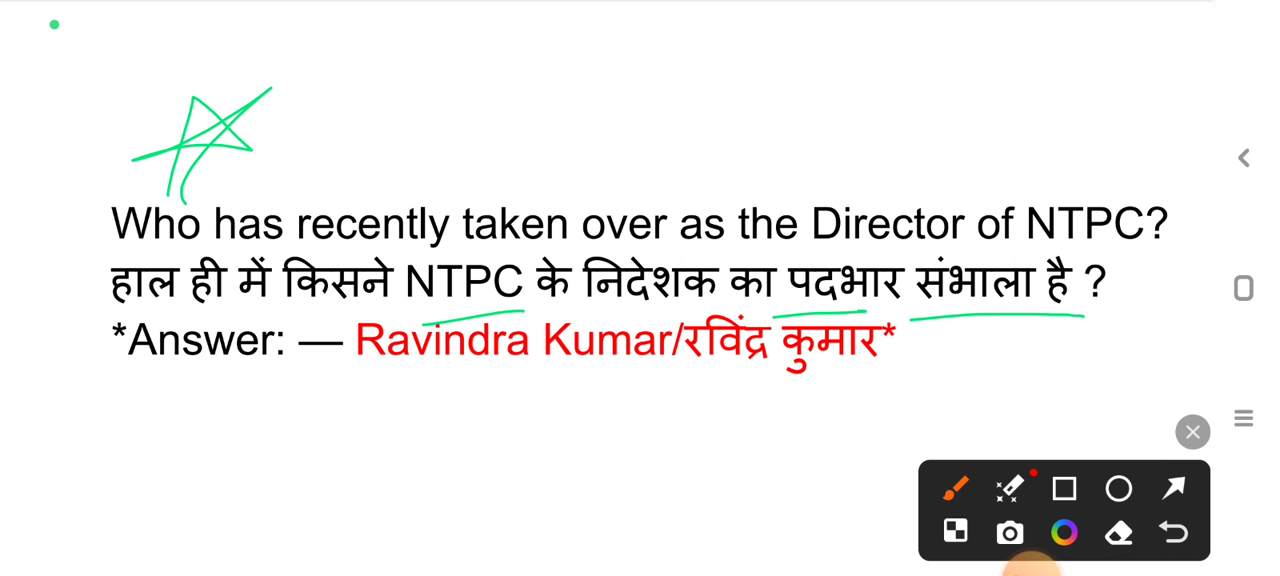 Who has recently taken over as the Director of NTPC?
हाल ही में किसने NTPC के निदेशक का पदभार संभाला है ?
*Answer: — Ravindra Kumar/रविंद्र कुमार*